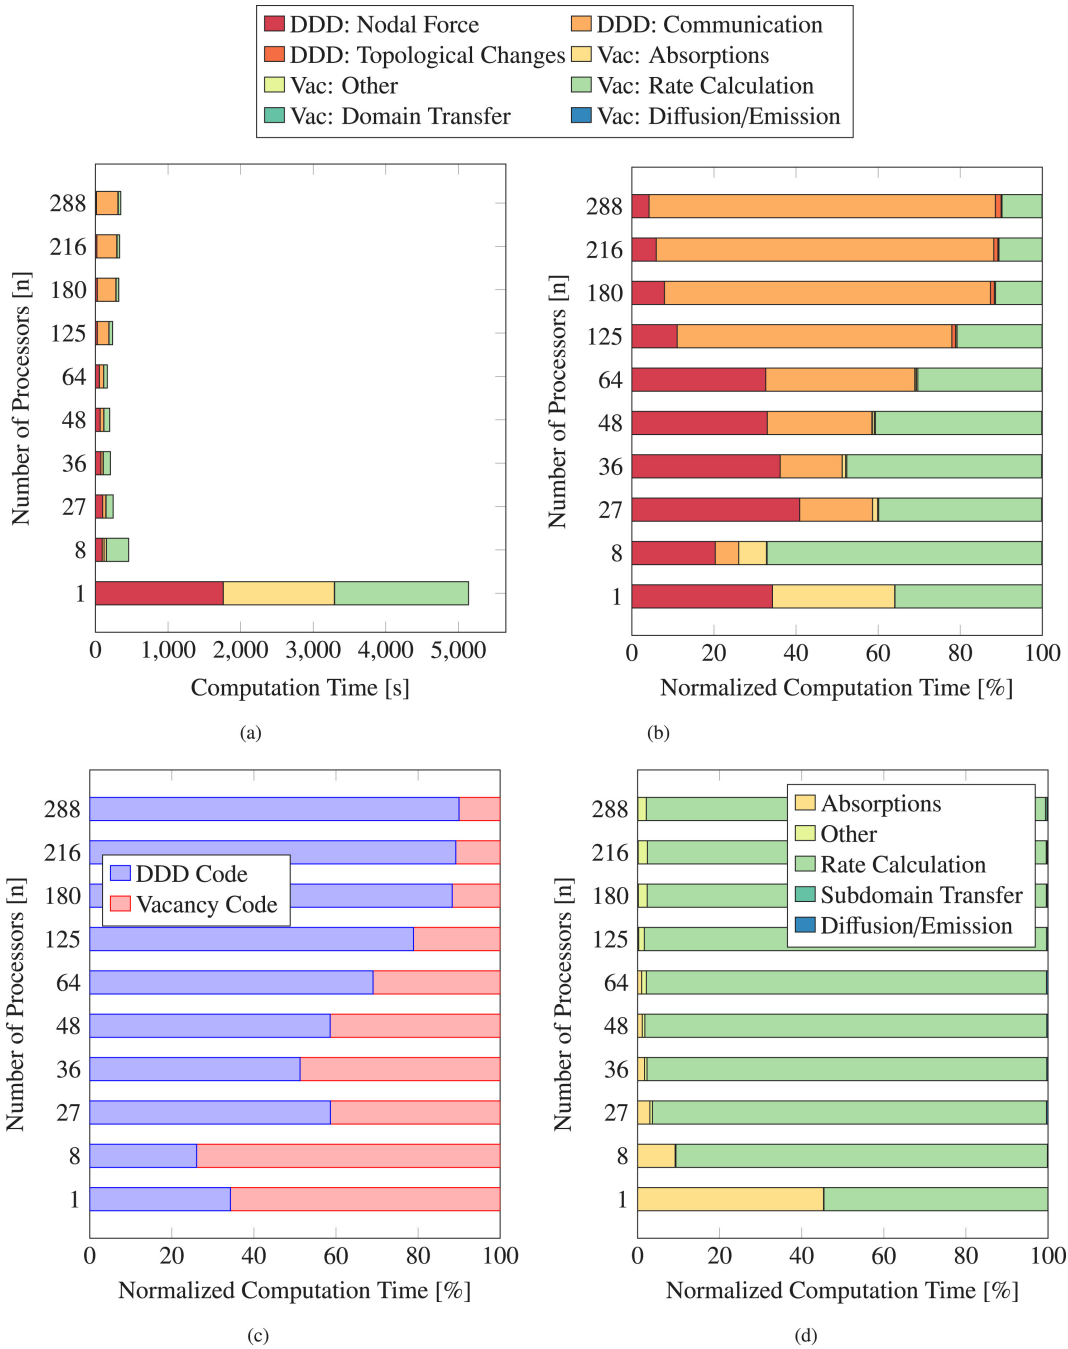 DDD: Nodal Force DDD: Communication
DDD: Topological Changes Vac: Absorptions
Vac: Other Vac: Rate Calculation
Vac: Domain Transfer Vac: Diffusion/Emission
Number of Processors [n]
288
216
180
125
64
48
36
27
8
1
0 1,000 2,000 3,000 4,000 5,000
Computation Time [s]
(a)
Number of Processors [n]
288
216
180
125
64
48
36
27
8
1
0 20 40 60 80 100
Normalized Computation Time [%]
(b)
Number of Processors [n]
288
216
180
125
64
48
36
27
8
1
DDD Code
Vacancy Code
0 20 40 60 80 100
Normalized Computation Time [%]
(c)
Number of Processors [n]
288
216
180
125
64
48
36
27
8
1
Absorptions
Other
Rate Calculation
Subdomain Transfer
Diffusion/Emission
0 20 40 60 80 100
Normalized Computation Time [%]
(d)